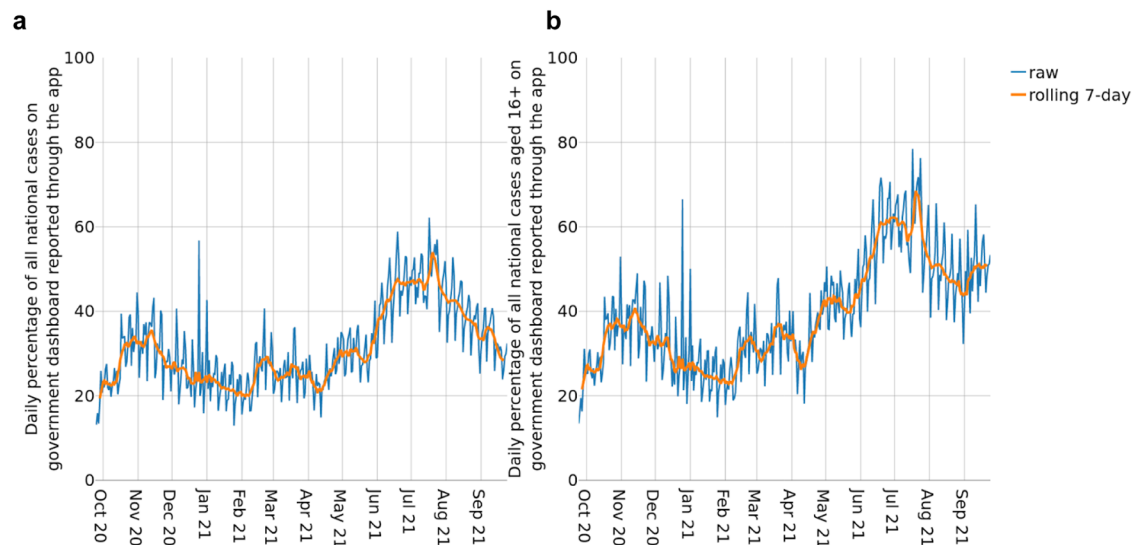 a
Daily percentage of all national cases on
government dashboard reported through the app
100
80
60
40
20
0
Oct 20
Nov 20
Dec 20
Jan 21
Feb 21
Mar 21
Apr 21
May 21
Jun 21
Jul 21
Aug 21
Sep 21
b
Daily percentage of all national cases aged 16+ on
government dashboard reported through the app
100
80
60
40
20
0
Oct 20
Nov 20
Dec 20
Jan 21
Feb 21
Mar 21
Apr 21
May 21
Jun 21
Jul 21
Aug 21
Sep 21
raw
rolling 7-day